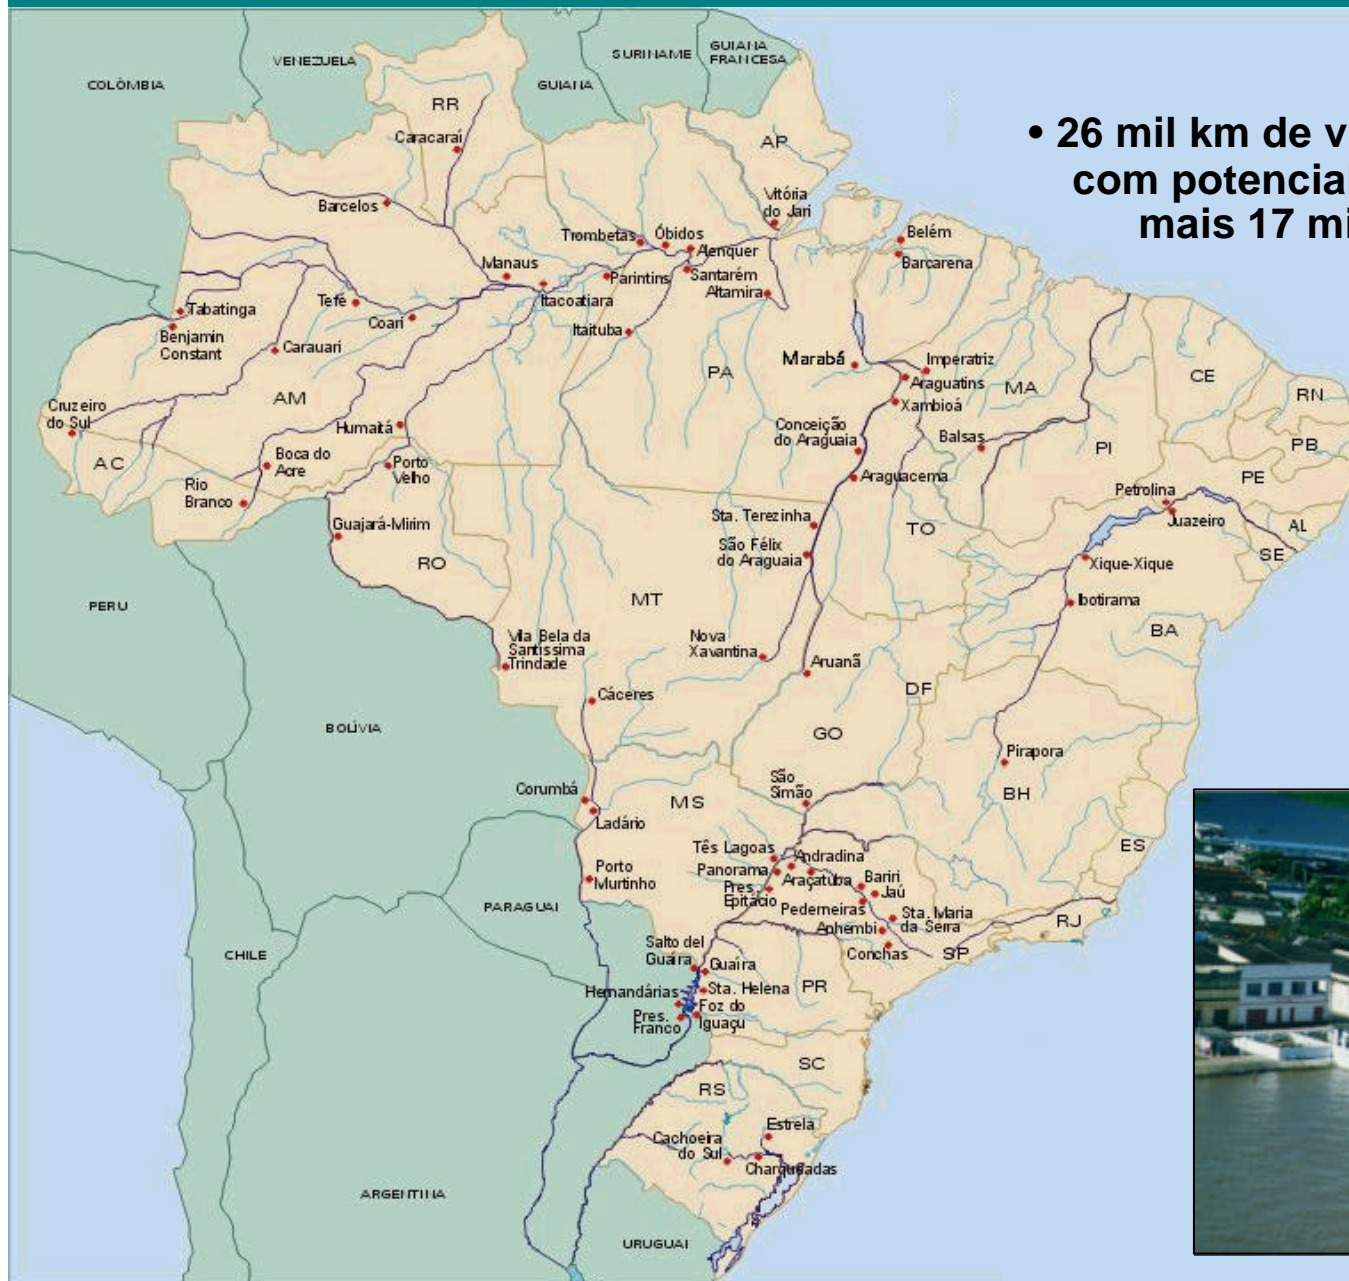 • 26 mil km de v
com potencia
mais 17 mi
COLÔMBIA
VENEZUELA
GUIANA
SURINAME
GUIANA
FRANCESA
RR
Caracaraí
AP
Vitória
do Jari
Barcelos
Trombetas
Óbidos
Alenquer
Belém
Barcarena
Manaus
Parintins
Santarém
Altamira
Itacoatiara
Tefé
Coari
Itaituba
Tabatinga
Benjamin
Constant
Carauari
PA
Marabá
Imperatriz
Araguatins
MA
CE
RN
Xambioá
AM
Cruzeiro
do Sul
Humaitá
Conceição
do Araguaia
Balsas
PI
PB
AC
Boca do
Acre
Porto
Velho
Araguacema
PE
Rio
Branco
Petrolina
Juazeiro
AL
Guajará-Mirim
Sta. Terezinha
TO
São Félix
do Araguaia
SE
RO
Xique-Xique
PERU
MT
Ibotirama
BA
Vila Bela da
Santíssima
Trindade
Nova
Xavantina
Aruanã
Cáceres
DF
BOLÍVIA
GO
Pirapora
São
Simão
Corumbá
MS
BH
Ladário
Tês Lagoas
Andradina
ES
Panorama
Araçatuba
Bariri
Porto
Murtinho
Pres.
Epitácio
Jaú
Pederneiras
PARAGUAI
Sta. Maria
da Serra
RJ
Anhembi
Salto del
Guaíra
Conchas
SP
CHILE
Guaíra
Hernandárias
Sta. Helena
PR
Pres.
Franco
Foz do
Iguaçu
SC
RS
Estrela
Cachoeira
do Sul
Charqueadas
ARGENTINA
URUGUAI